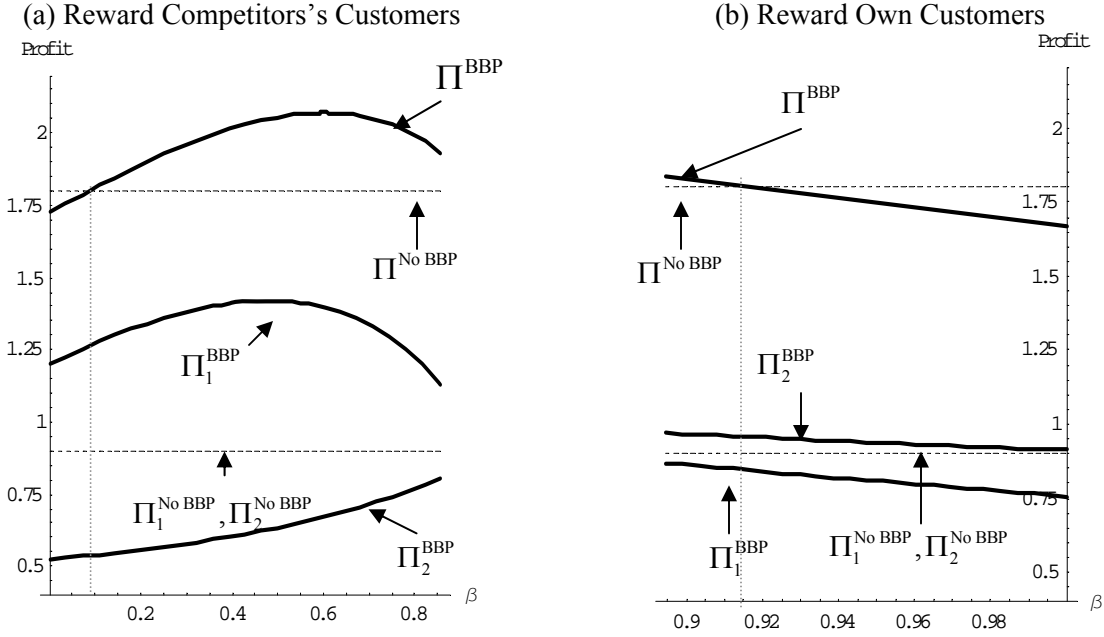 (a) Reward Competitors's Customers
Profit
Π^BBP
2
1.75
Π^No BBP
1.5
1.25
Π_1^BBP
1
0.75
Π_1^No BBP , Π_2^No BBP
Π_2^BBP
0.5
0.2 0.4 0.6 0.8 β
(b) Reward Own Customers
Profit
Π^BBP
2
1.75
Π^No BBP
1.5
1.25
Π_2^BBP
1
0.75
Π_1^BBP
Π_1^No BBP , Π_2^No BBP
0.5
0.9 0.92 0.94 0.96 0.98 β